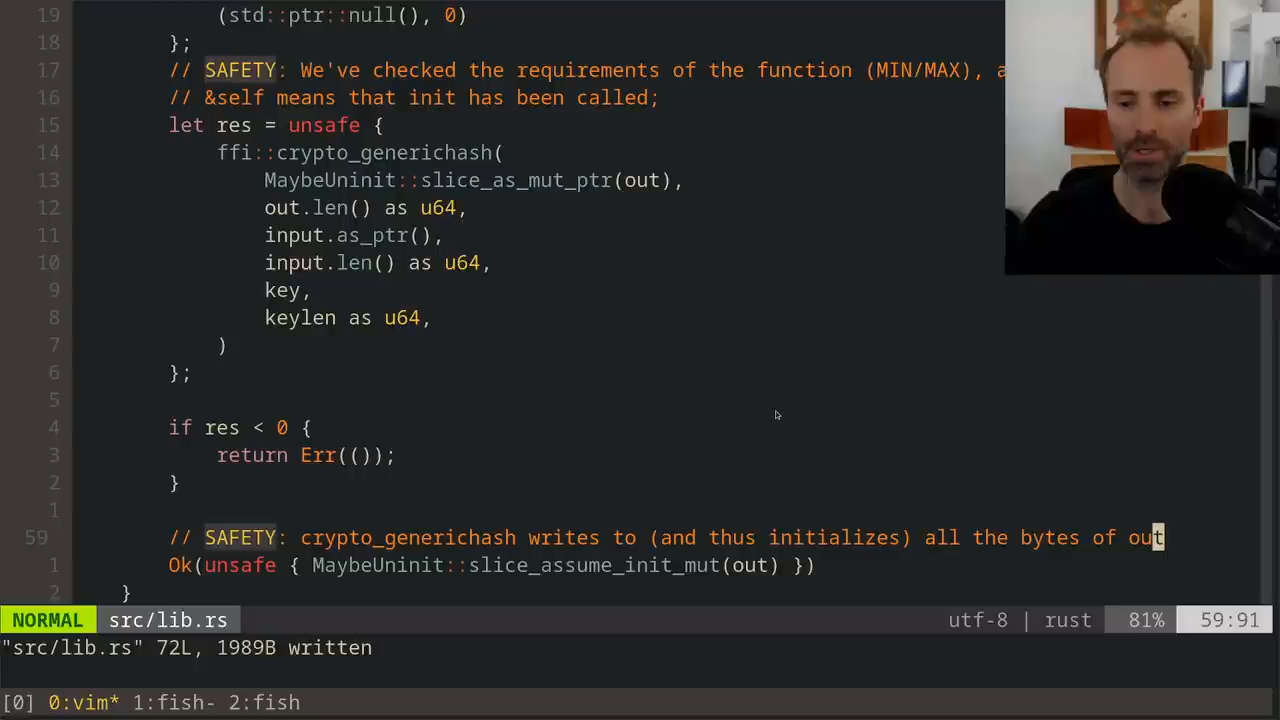 19 (std::ptr::null(), 0)
18 };
17 // SAFETY: We've checked the requirements of the function (MIN/MAX), a
16 // &self means that init has been called;
15 let res = unsafe {
14 ffi::crypto_generichash(
13 MaybeUninit::slice_as_mut_ptr(out),
12 out.len() as u64,
11 input.as_ptr(),
10 input.len() as u64,
9 key,
8 keylen as u64,
7 )
6 };
5
4 if res < 0 {
3 return Err(());
2 }
1
59 // SAFETY: crypto_generichash writes to (and thus initializes) all the bytes of out
1 Ok(unsafe { MaybeUninit::slice_assume_init_mut(out) })
2 }
NORMAL src/lib.rs utf-8 | rust 81% 59:91
"src/lib.rs" 72L, 1989B written
[0] 0:vim* 1:fish- 2:fish